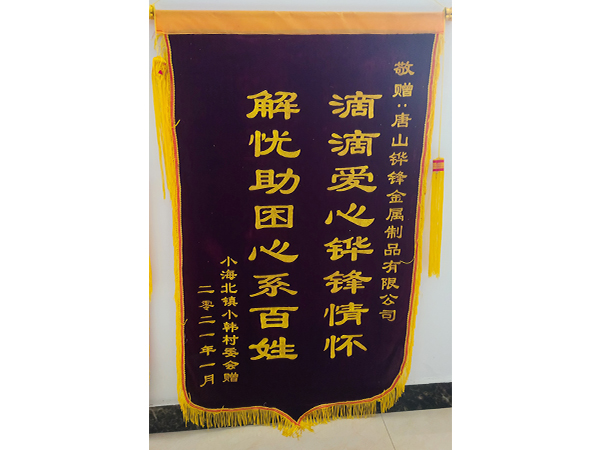 敬赠:唐山铧锋金属制品有限公司
滴滴爱心铧锋情怀
解忧助困心系百姓
小海北镇小韩村委会赠
二零二一年一月